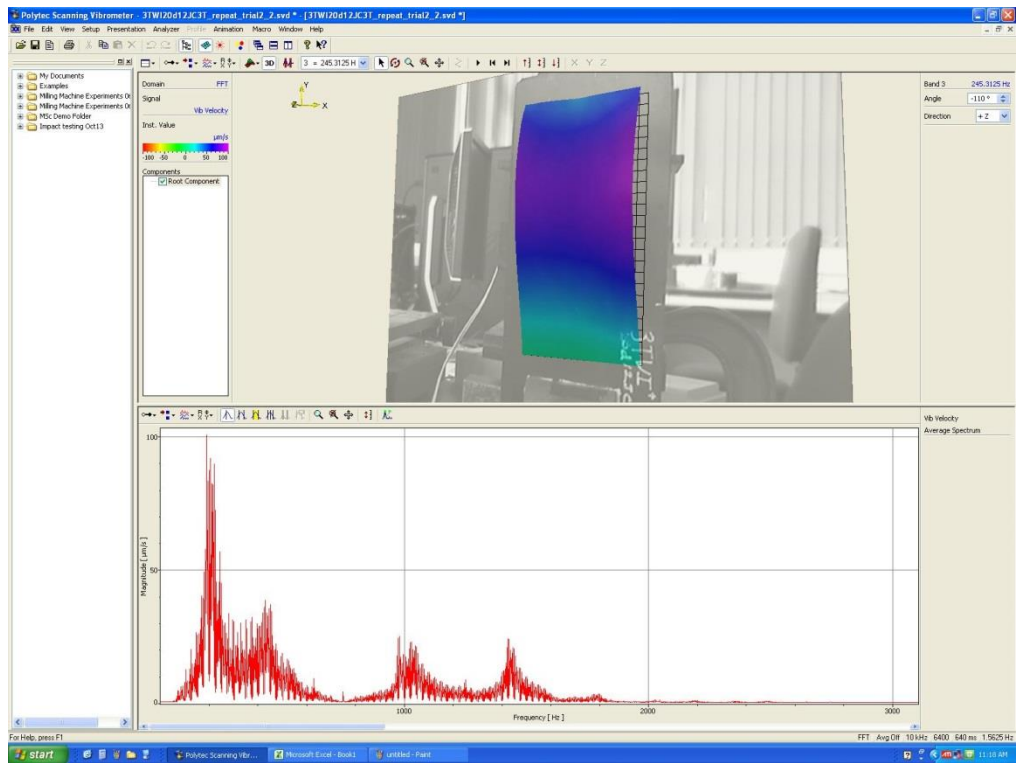 Polytec Scanning Vibrometer - 3TWI20d12JC3T_repeat_trial2_2.svd * - [3TWI20d12JC3T_repeat_trial2_2.svd *]
File Edit View Setup Presentation Analyzer Profile Animation Macro Window Help
3D 3 = 245.3125 H X Y Z
My Documents
Examples
Milling Machine Experiments
Milling Machine Experiments
MSc Demo Folder
Impact testing Oct13
Domain FFT
Signal
Vib Velocity
Inst. Value
µm/s
-100 -50 0 50 100
Components
Root Component
Y
X
Band 3 245.3125 Hz
Angle -110 °
Direction +Z
3TWI
Vib Velocity
Average Spectrum
100
50
0
Magnitude [ µm/s ]
1000 2000 3000
Frequency [ Hz ]
For Help, press F1
FFT Avg Off 10 kHz 6400 640 ms 1.5625 Hz
start
Polytec Scanning Vibr...
Microsoft Excel - Book1
untitled - Paint
11:10 AM